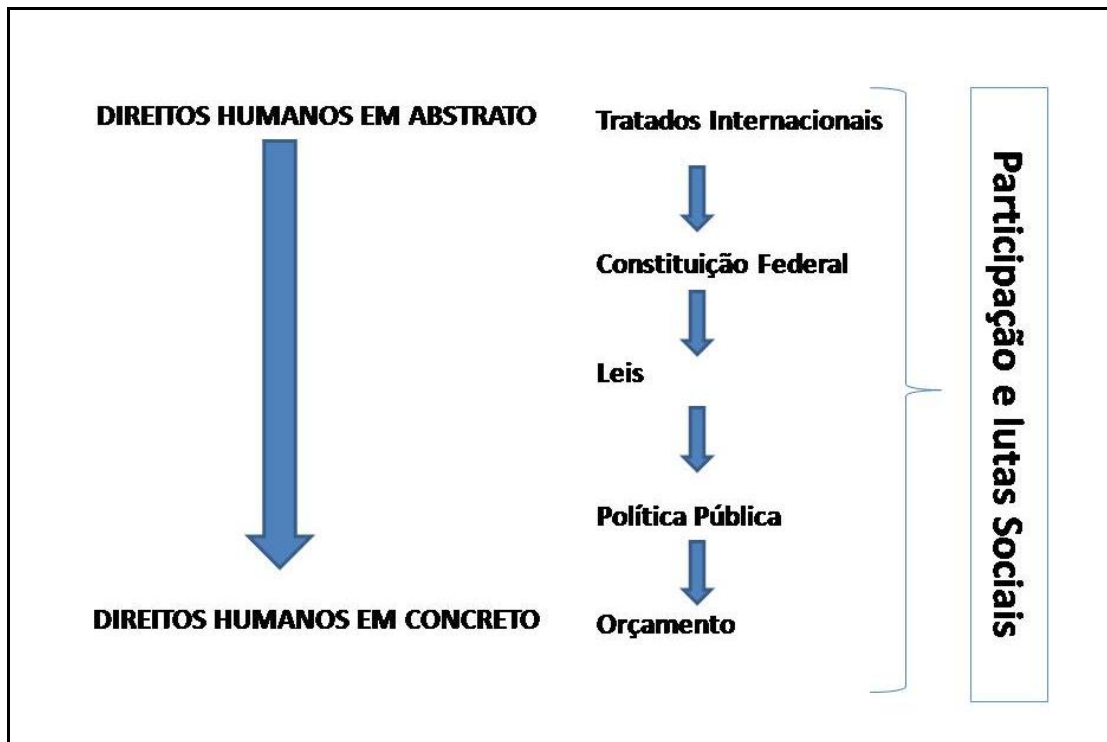 DIREITOS HUMANOS EM ABSTRATO
DIREITOS HUMANOS EM CONCRETO
Tratados Internacionais
Constituição Federal
Leis
Política Pública
Orçamento
Participação e lutas Sociais